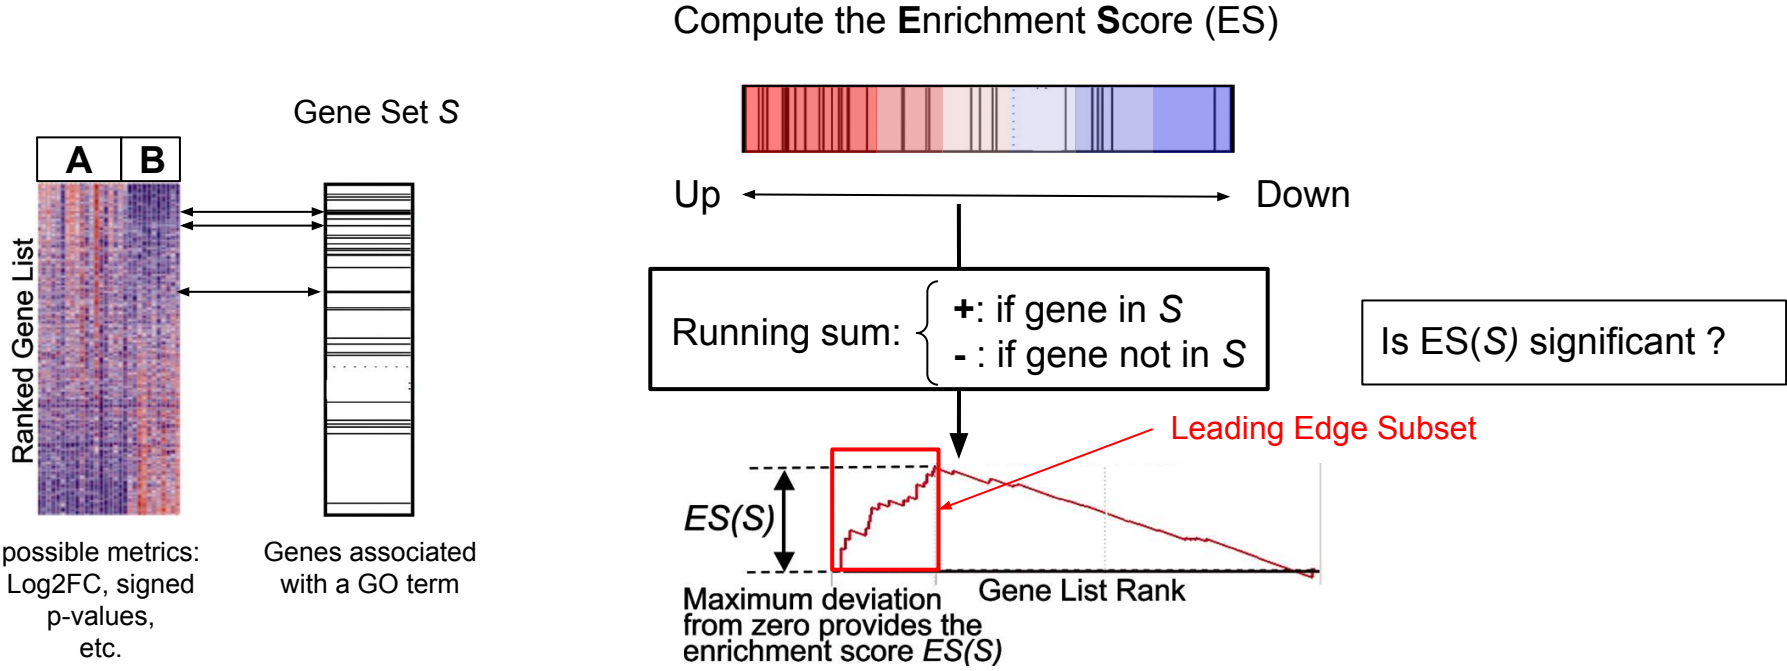 Compute the Enrichment Score (ES)
Gene Set S
A B
Ranked Gene List
possible metrics:
Log2FC, signed
p-values,
etc.
Genes associated
with a GO term
Up
Down
Running sum:
+: if gene in S
- : if gene not in S
Is ES(S) significant ?
Leading Edge Subset
ES(S)
Gene List Rank
Maximum deviation
from zero provides the
enrichment score ES(S)